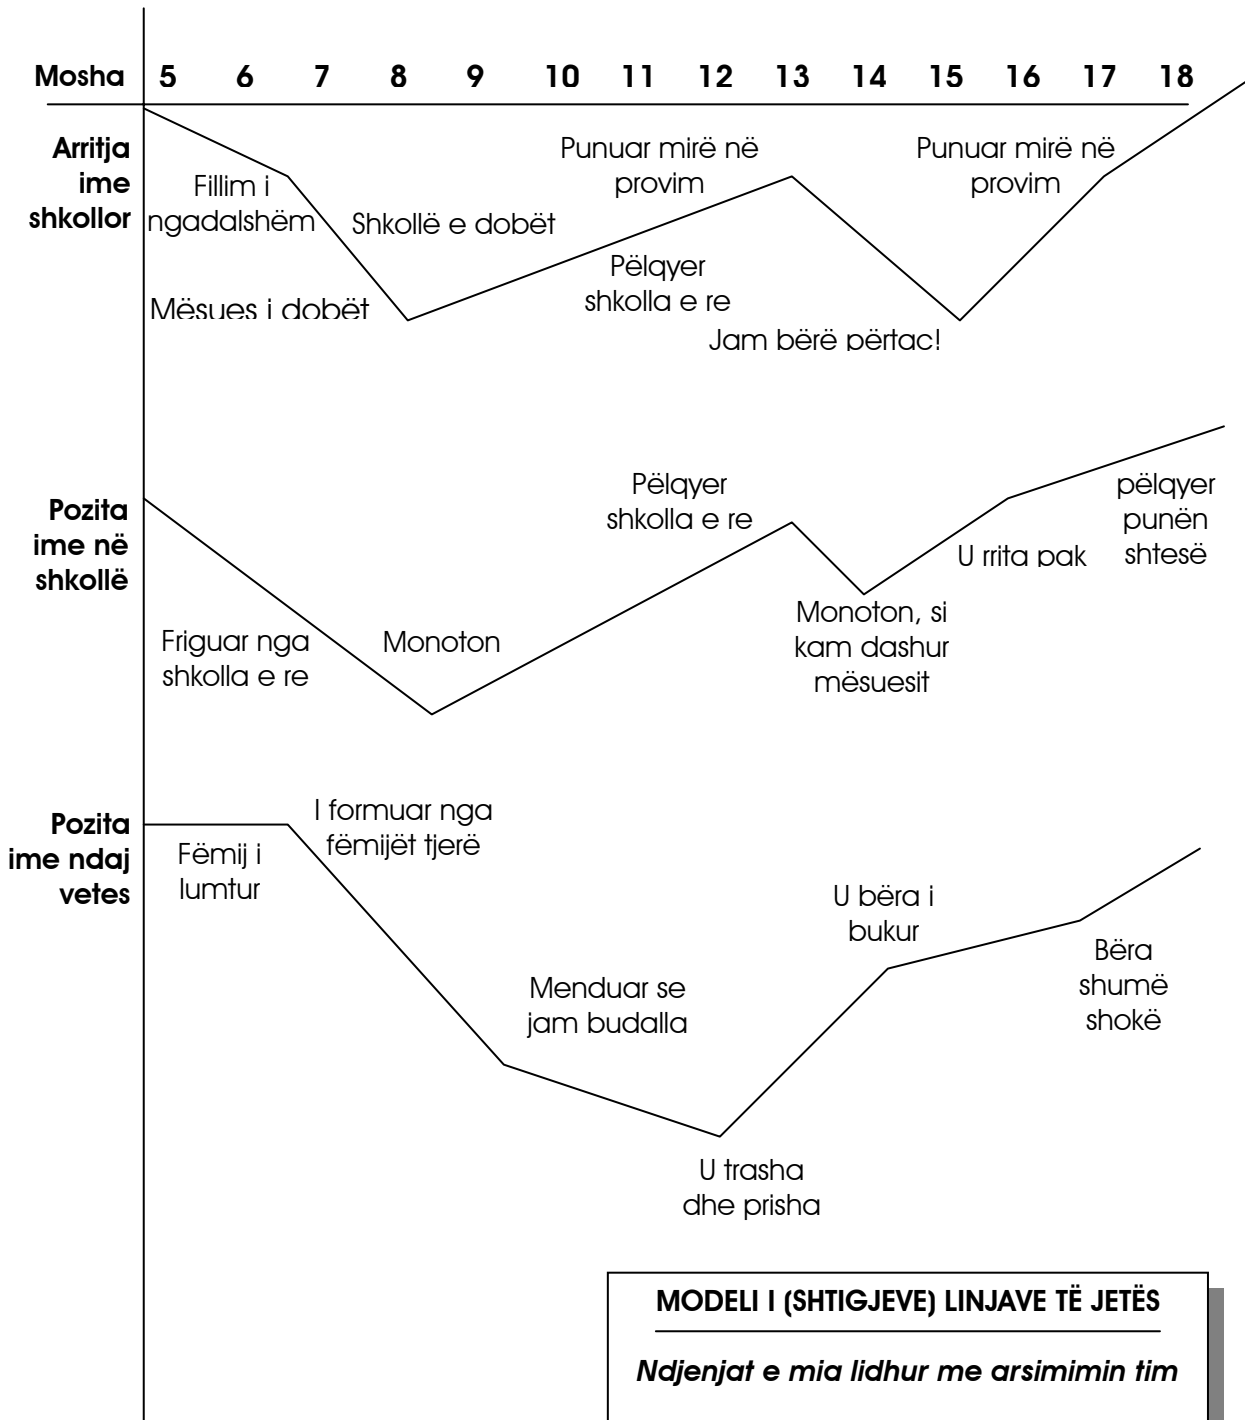 Mosha 5 6 7 8 9 10 11 12 13 14 15 16 17 18
Arritja
ime
shkollor
Fillim i
ngadalshëm
Mësues i dobët
Shkollë e dobët
Punuar mirë në
provim
Pëlqyer
shkolla e re
Jam bërë përtac!
Punuar mirë në
provim
Pozita
ime në
shkollë
Friguar nga
shkolla e re
Monoton
Pëlqyer
shkolla e re
Monoton, si
kam dashur
mësuesit
U rrita pak
pëlqyer
punën
shtesë
Pozita
ime ndaj
vetes
Fëmij i
lumtur
I formuar nga
fëmijët tjerë
Menduar se
jam budalla
U trasha
dhe prisha
U bëra i
bukur
Bëra
shumë
shokë
MODELI I (SHTIGJEVE) LINJAVE TË JETËS
Ndjenjat e mia lidhur me arsimimin tim